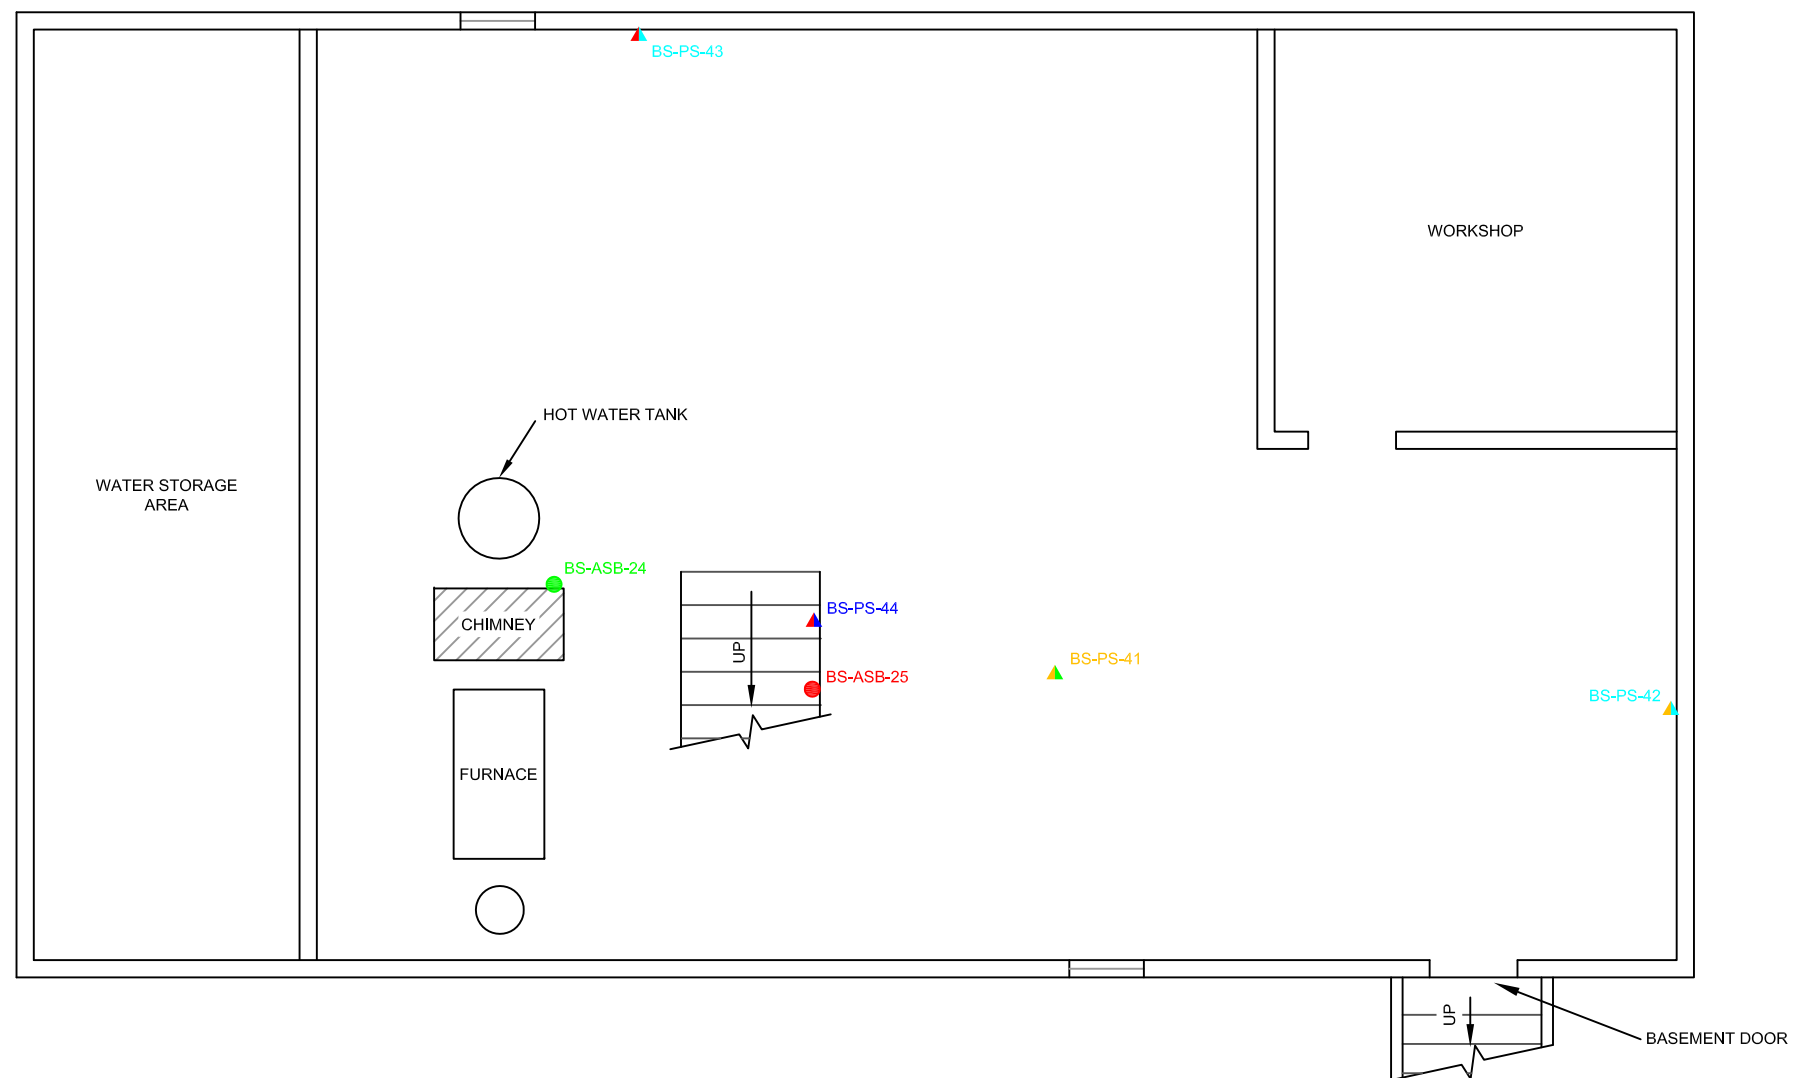 BS-PS-43
WORKSHOP
HOT WATER TANK
WATER STORAGE
AREA
BS-ASB-24
CHIMNEY
BS-PS-44
UP
BS-ASB-25
BS-PS-41
BS-PS-42
FURNACE
UP
BASEMENT DOOR